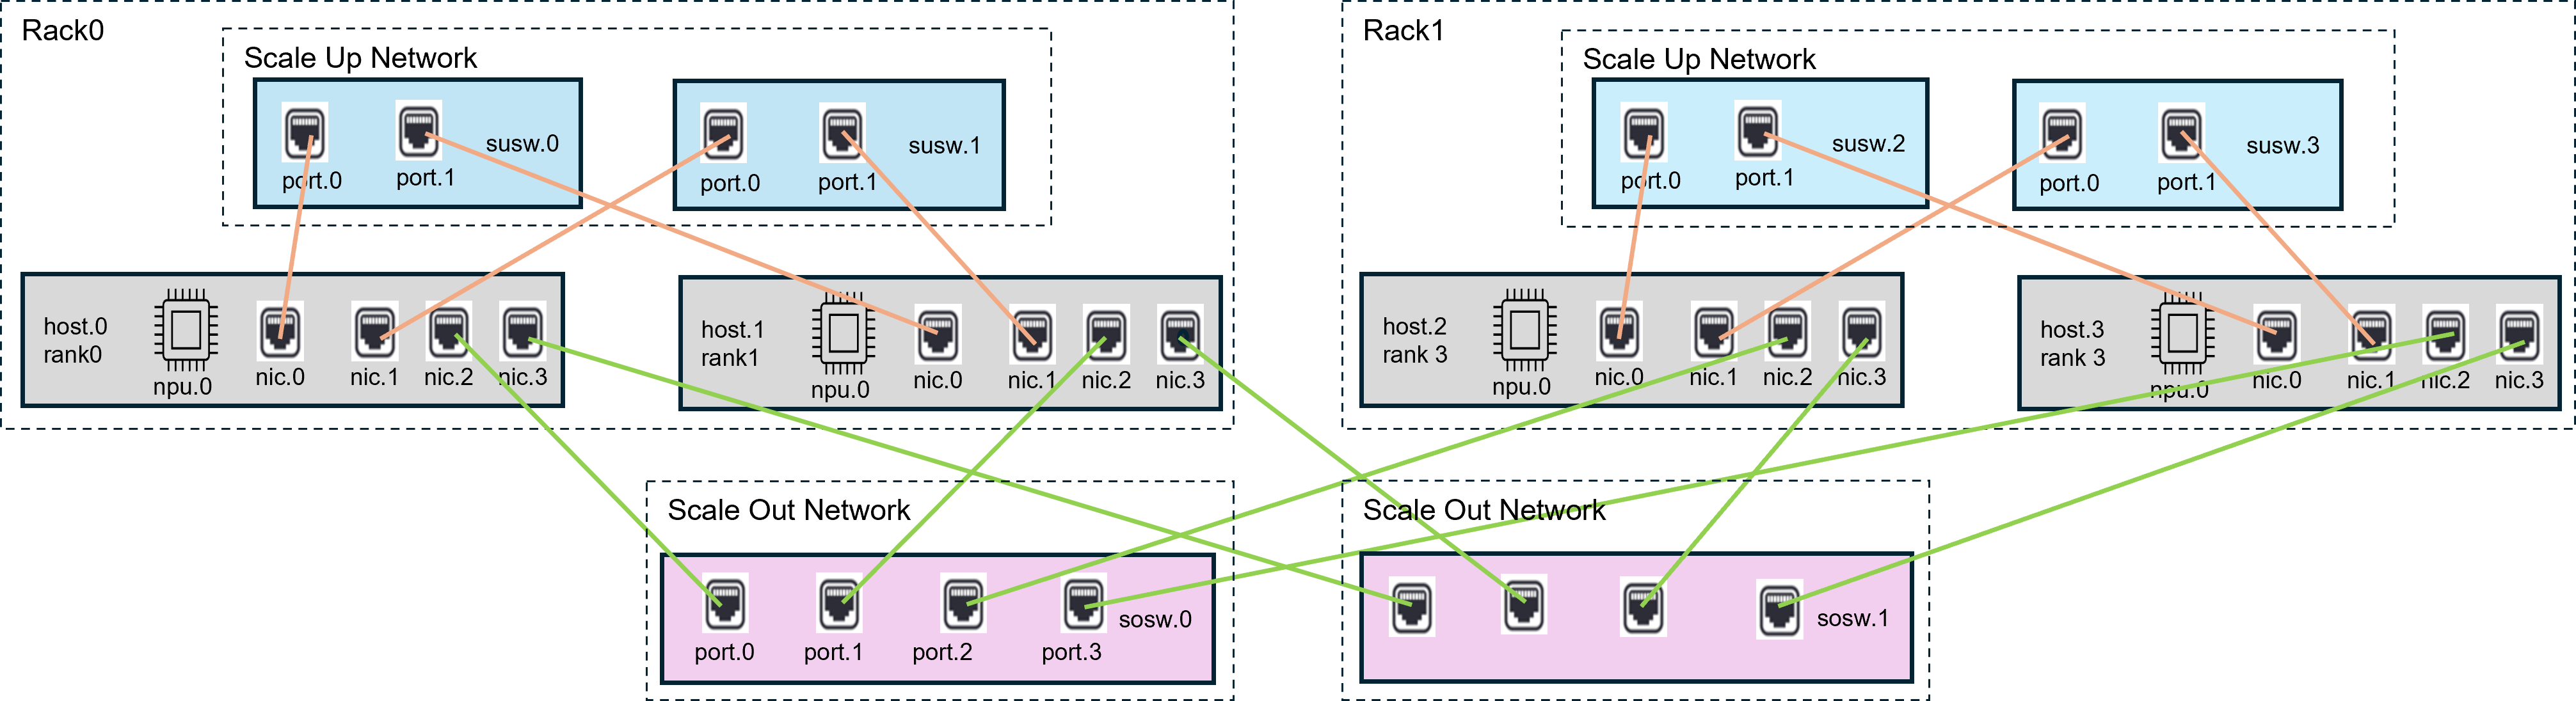 Rack0
Scale Up Network
port.0
port.1
susw.0
port.0
port.1
susw.1
host.0
rank0
npu.0
nic.0
nic.1
nic.2
nic.3
host.1
rank1
npu.0
nic.0
nic.1
nic.2
nic.3
Rack1
Scale Up Network
port.0
port.1
susw.2
port.0
port.1
susw.3
host.2
rank 3
npu.0
nic.0
nic.1
nic.2
nic.3
host.3
rank 3
npu.0
nic.0
nic.1
nic.2
nic.3
Scale Out Network
port.0
port.1
port.2
port.3
sosw.0
Scale Out Network
sosw.1